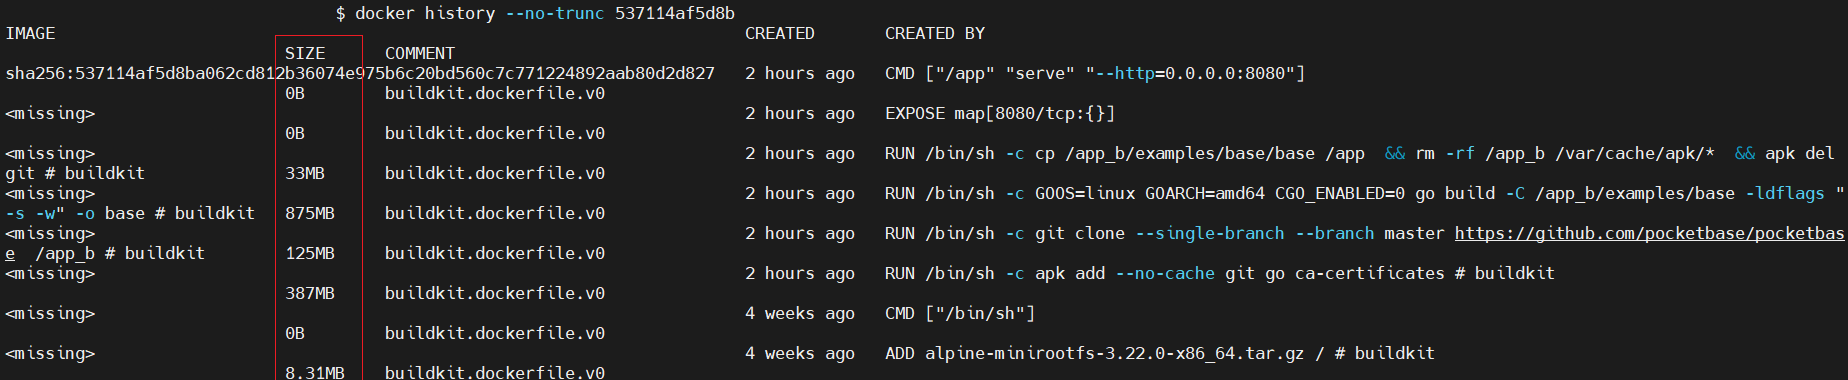 $ docker history --no-trunc 537114af5d8b
IMAGE CREATED CREATED BY
SIZE COMMENT
sha256:537114af5d8ba062cd812b36074e975b6c20bd560c7c771224892aab80d2d827 2 hours ago CMD ["/app" "serve" "--http=0.0.0.0:8080"]
0B buildkit.dockerfile.v0
<missing> 2 hours ago EXPOSE map[8080/tcp:{}]
0B buildkit.dockerfile.v0
<missing> 2 hours ago RUN /bin/sh -c cp /app_b/examples/base/base /app && rm -rf /app_b /var/cache/apk/* && apk del
git # buildkit 33MB buildkit.dockerfile.v0
<missing> 2 hours ago RUN /bin/sh -c GOOS=linux GOARCH=amd64 CGO_ENABLED=0 go build -C /app_b/examples/base -ldflags "
-s -w" -o base # buildkit 875MB buildkit.dockerfile.v0
<missing> 2 hours ago RUN /bin/sh -c git clone --single-branch --branch master https://github.com/pocketbase/pocketbas
e /app_b # buildkit 125MB buildkit.dockerfile.v0
<missing> 2 hours ago RUN /bin/sh -c apk add --no-cache git go ca-certificates # buildkit
387MB buildkit.dockerfile.v0
<missing> 4 weeks ago CMD ["/bin/sh"]
0B buildkit.dockerfile.v0
<missing> 4 weeks ago ADD alpine-minirootfs-3.22.0-x86_64.tar.gz / # buildkit
8.31MB buildkit.dockerfile.v0